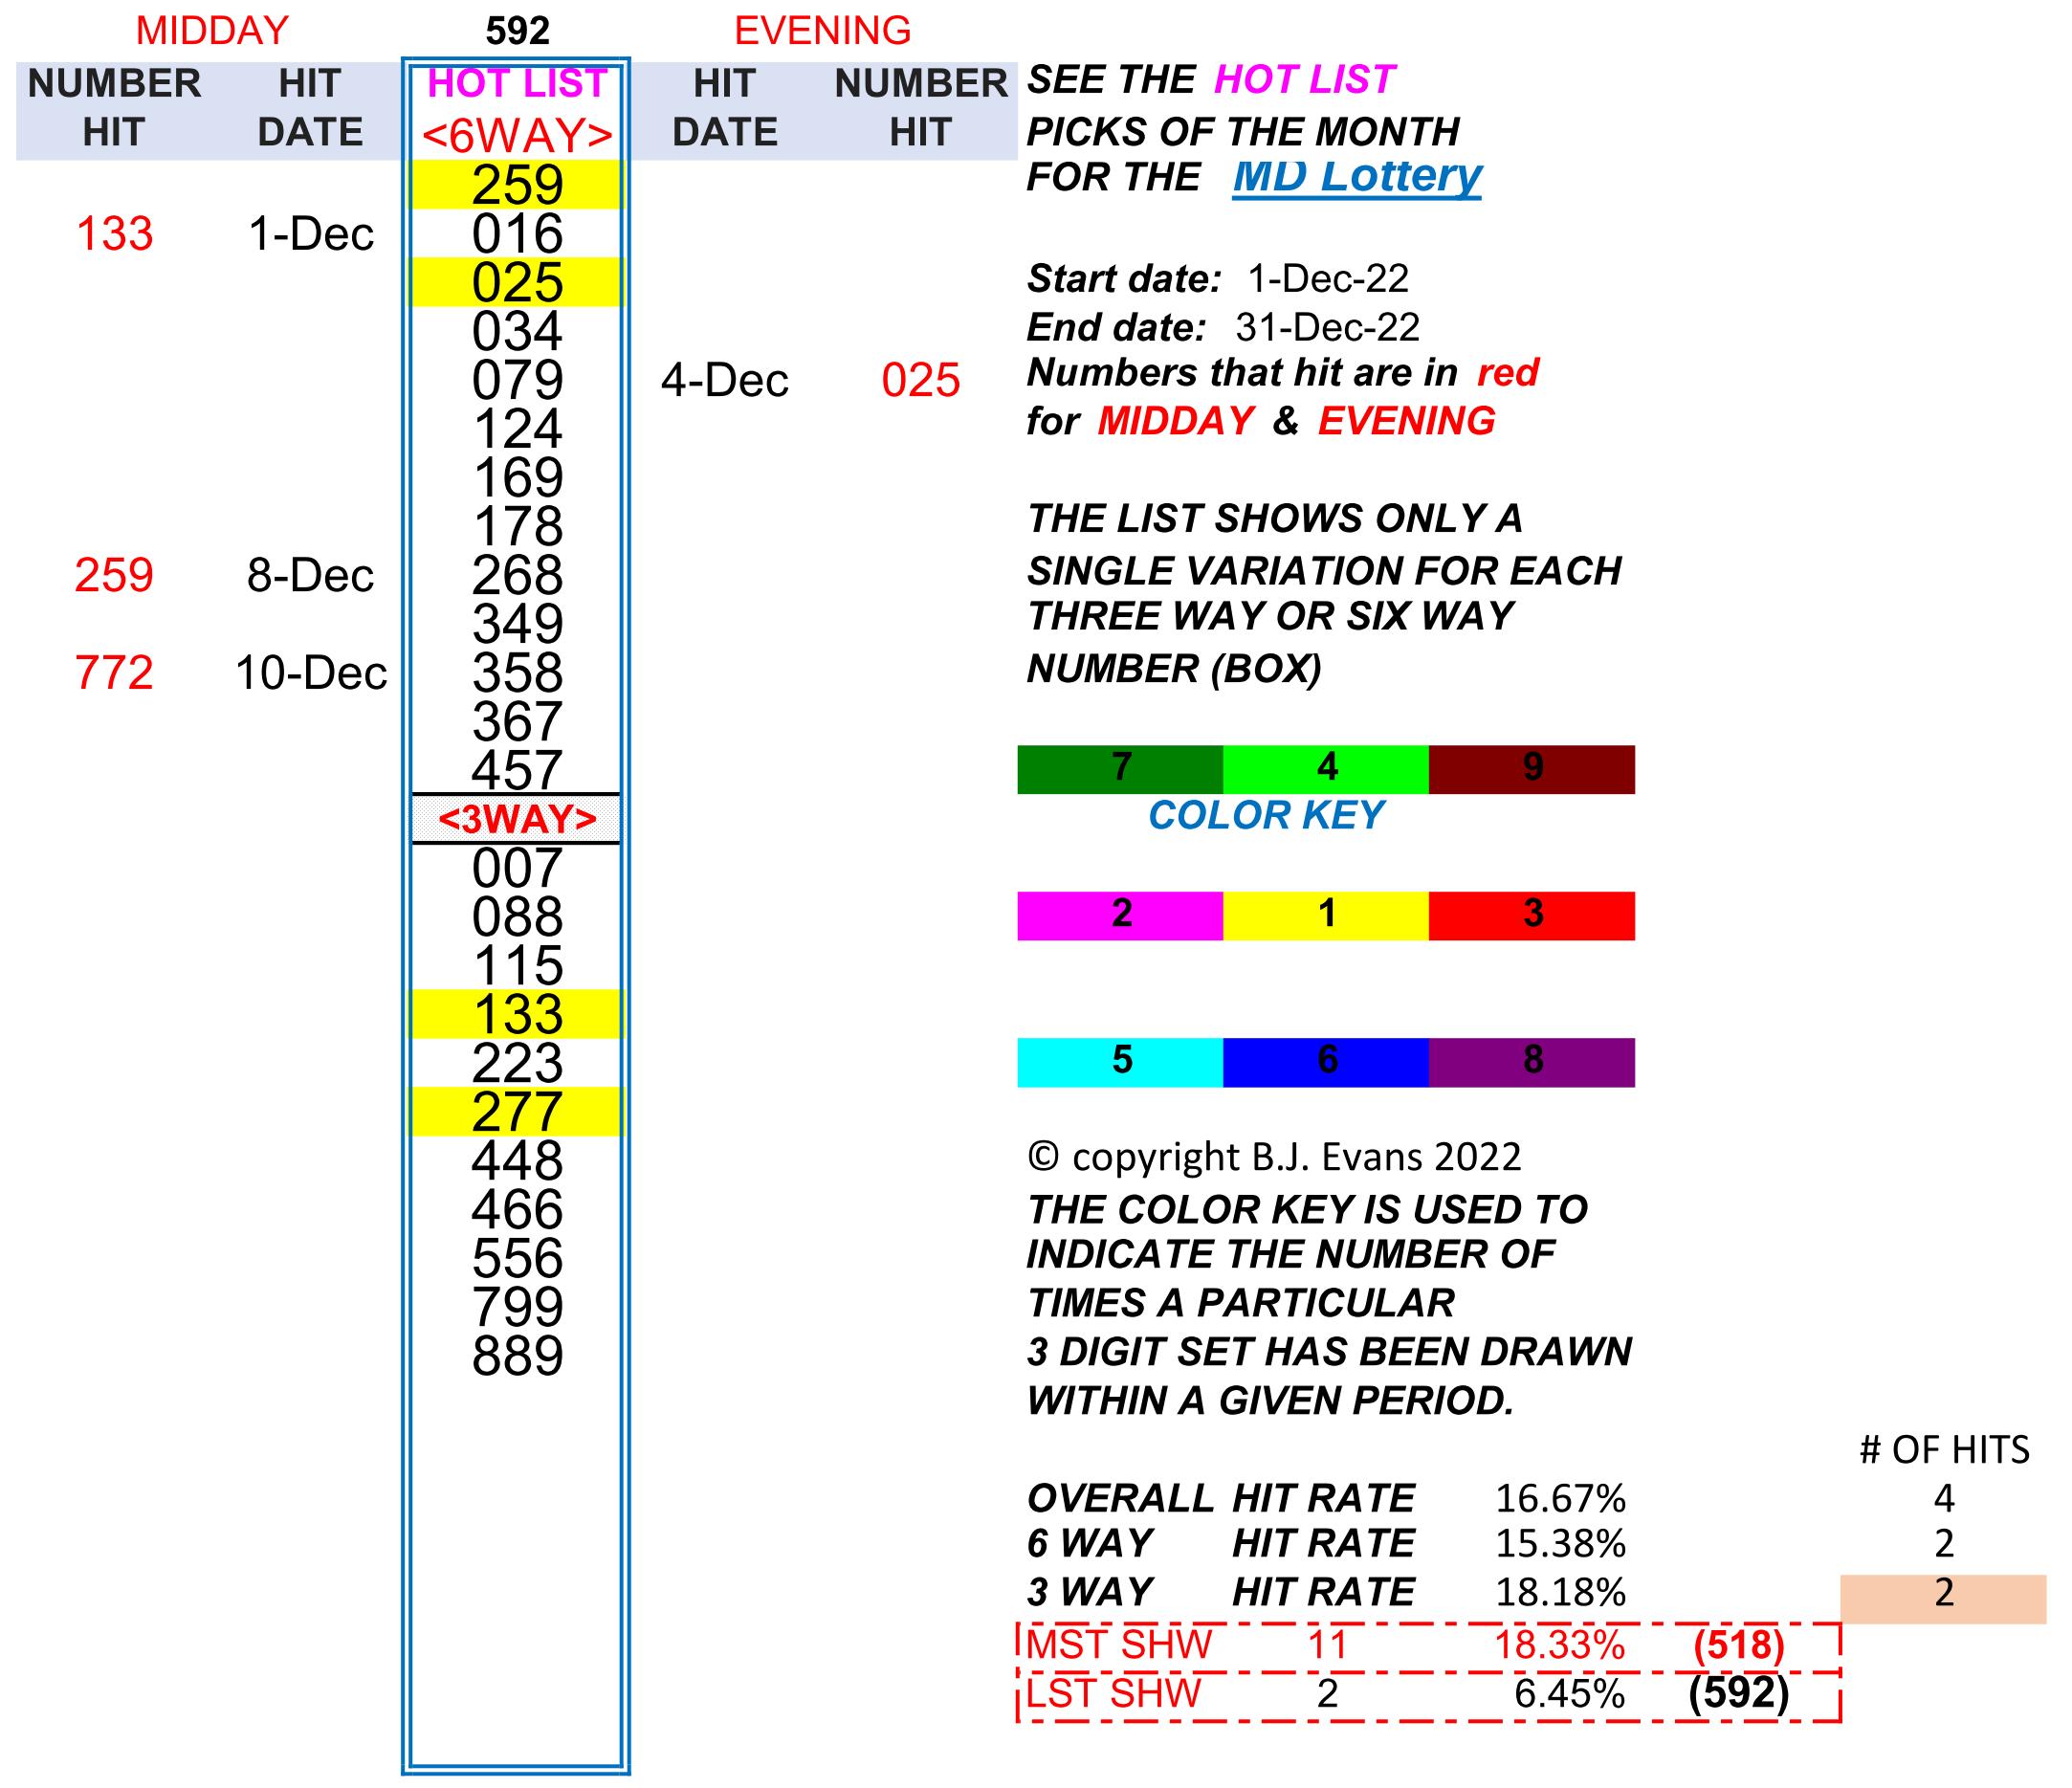 MIDDAY 592 EVENING
NUMBER HIT HOT LIST HIT NUMBER SEE THE HOT LIST
HIT DATE <6WAY> DATE HIT PICKS OF THE MONTH
259 FOR THE MD Lottery
133 1-Dec 016
025 Start date: 1-Dec-22
034 End date: 31-Dec-22
079 4-Dec 025 Numbers that hit are in red
124 for MIDDAY & EVENING
169
178 THE LIST SHOWS ONLY A
259 8-Dec 268 SINGLE VARIATION FOR EACH
349 THREE WAY OR SIX WAY
772 10-Dec 358 NUMBER (BOX)
367
457 7 4 9
<3WAY> COLOR KEY
007
088 2 1 3
115
133
223 5 6 8
277
448 © copyright B.J. Evans 2022
466 THE COLOR KEY IS USED TO
556 INDICATE THE NUMBER OF
799 TIMES A PARTICULAR
889 3 DIGIT SET HAS BEEN DRAWN
WITHIN A GIVEN PERIOD.
# OF HITS
OVERALL HIT RATE 16.67% 4
6 WAY HIT RATE 15.38% 2
3 WAY HIT RATE 18.18% 2
MST SHW 11 18.33% (518)
LST SHW 2 6.45% (592)